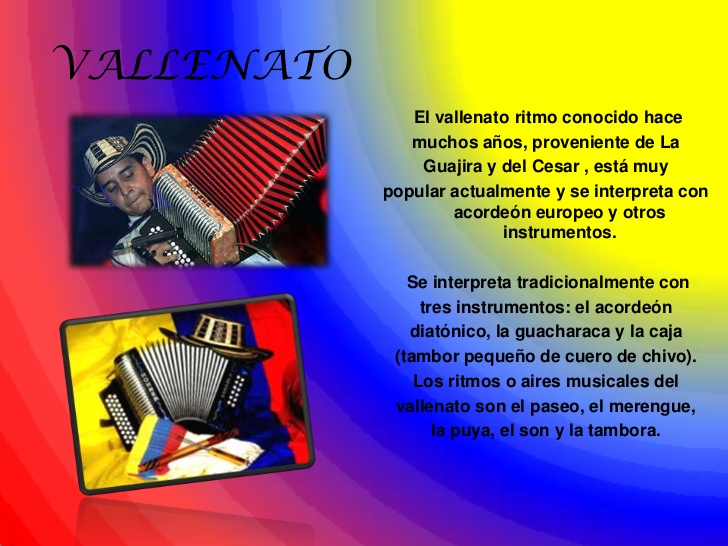 VALLENATO
El vallenato ritmo conocido hace
muchos años, proveniente de La
Guajira y del Cesar , está muy
popular actualmente y se interpreta con
acordeón europeo y otros
instrumentos.
Se interpreta tradicionalmente con
tres instrumentos: el acordeón
diatónico, la guacharaca y la caja
(tambor pequeño de cuero de chivo).
Los ritmos o aires musicales del
vallenato son el paseo, el merengue,
la puya, el son y la tambora.